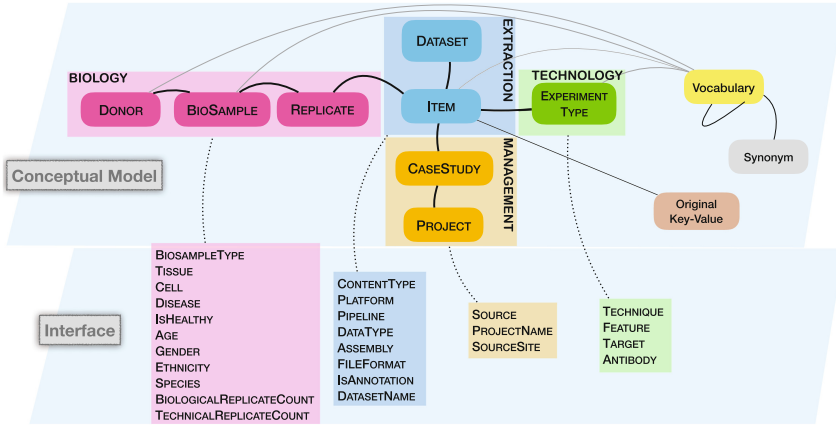 DATASET
EXTRACTION
BIOLOGY
TECHNOLOGY
DONOR
BIOSAMPLE
REPLICATE
ITEM
EXPERIMENT
TYPE
Vocabulary
Synonym
MANAGEMENT
CASESTUDY
PROJECT
Original
Key-Value
Conceptual Model
Interface
BIOSAMPLETYPE
TISSUE
CELL
DISEASE
ISHEALTHY
AGE
GENDER
ETHNICITY
SPECIES
BIOLOGICALREPLICATECOUNT
TECHNICALREPLICATECOUNT
CONTENTTYPE
PLATFORM
PIPELINE
DATATYPE
ASSEMBLY
FILEFORMAT
ISANNOTATION
DATASETNAME
SOURCE
PROJECTNAME
SOURCESITE
TECHNIQUE
FEATURE
TARGET
ANTIBODY